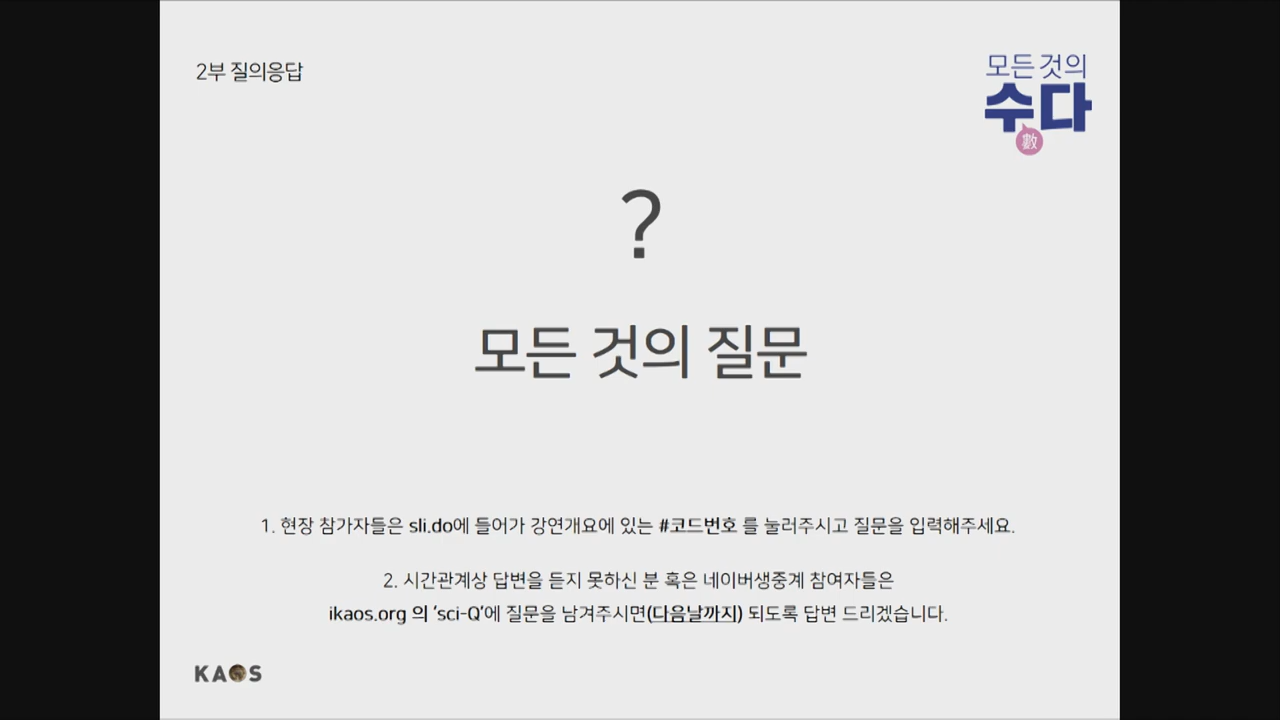 2부 질의응답
모든 것의
수다
數
?
모든 것의 질문
1. 현장 참가자들은 sli.do에 들어가 강연개요에 있는 #코드번호 를 눌러주시고 질문을 입력해주세요.
2. 시간관계상 답변을 듣지 못하신 분 혹은 네이버생중계 참여자들은
ikaos.org 의 'sci-Q'에 질문을 남겨주시면(다음날까지) 되도록 답변 드리겠습니다.
KAOS